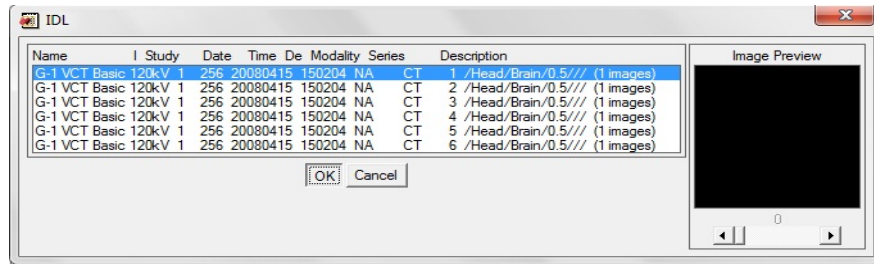 IDL
Name I Study Date Time De Modality Series Description
G-1 VCT Basic 120kV 1 256 20080415 150204 NA CT 1 /Head/Brain/0.5/// (1 images)
G-1 VCT Basic 120kV 1 256 20080415 150204 NA CT 2 /Head/Brain/0.5/// (1 images)
G-1 VCT Basic 120kV 1 256 20080415 150204 NA CT 3 /Head/Brain/0.5/// (1 images)
G-1 VCT Basic 120kV 1 256 20080415 150204 NA CT 4 /Head/Brain/0.5/// (1 images)
G-1 VCT Basic 120kV 1 256 20080415 150204 NA CT 5 /Head/Brain/0.5/// (1 images)
G-1 VCT Basic 120kV 1 256 20080415 150204 NA CT 6 /Head/Brain/0.5/// (1 images)
OK Cancel
Image Preview
0